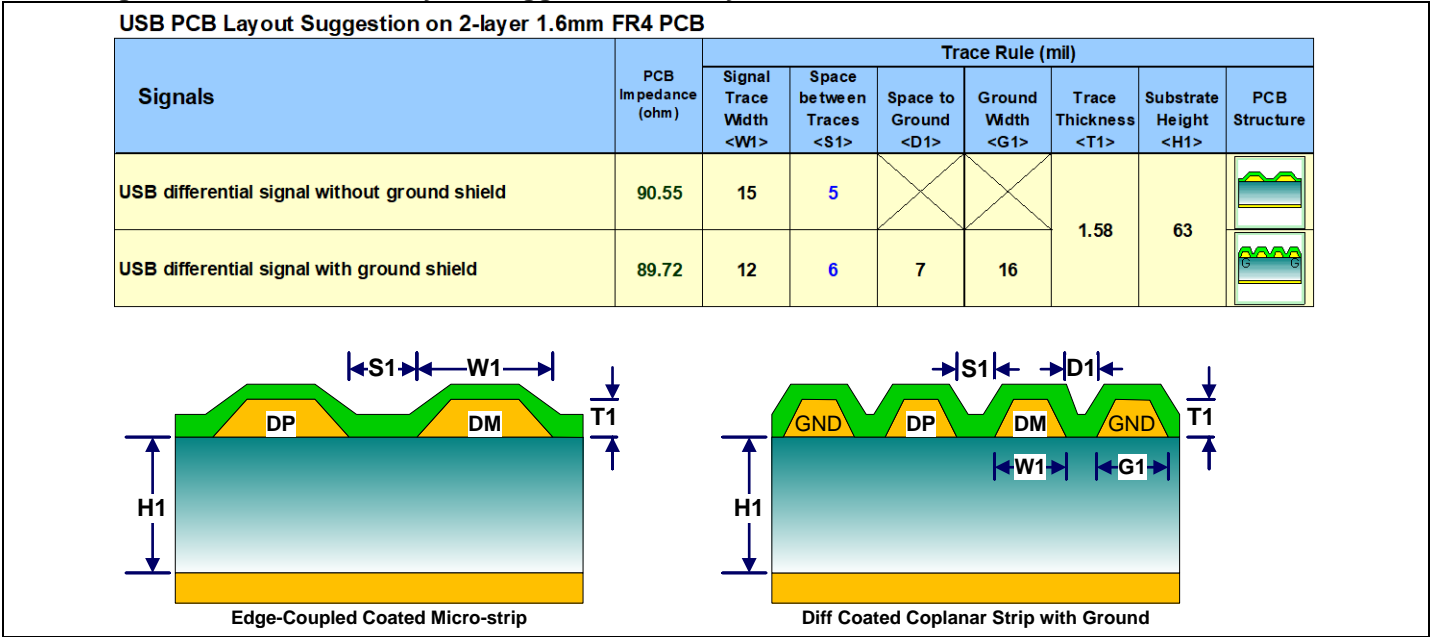 USB PCB Layout Suggestion on 2-layer 1.6mm FR4 PCB
Signals
PCB
Impedance
(ohm)
Trace Rule (mil)
Signal
Trace
Width
<W1>
Space
between
Traces
<S1>
Space to
Ground
<D1>
Ground
Width
<G1>
Trace
Thickness
<T1>
Substrate
Height
<H1>
PCB
Structure
USB differential signal without ground shield
90.55
15
5
1.58
63
USB differential signal with ground shield
89.72
12
6
7
16
G G
S1 W1
T1
DP DM
H1
Edge-Coupled Coated Micro-strip
S1 D1
T1
GND DP DM GND
W1 G1
H1
Diff Coated Coplanar Strip with Ground